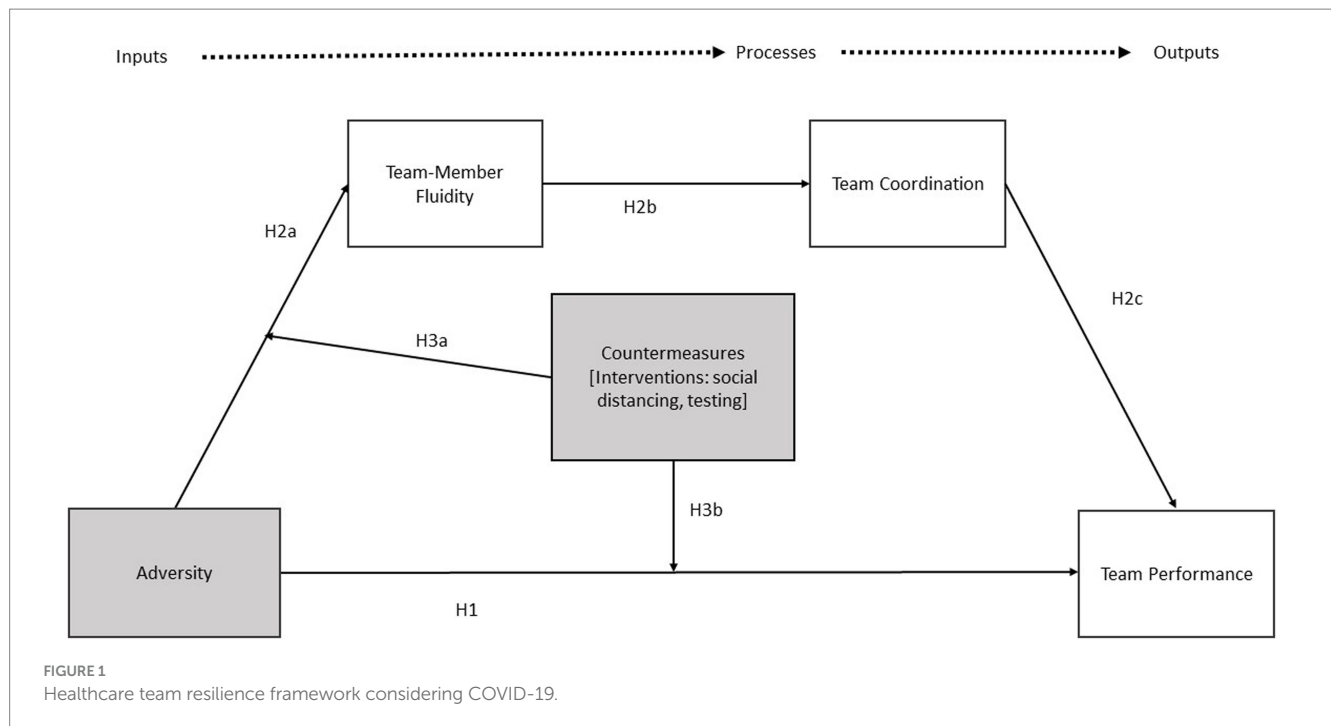 Inputs
Processes
Outputs
Team-Member
Fluidity
Team Coordination
H2a
H2b
H2c
H3a
Countermeasures
[Interventions: social
distancing, testing]
H3b
Adversity
Team Performance
H1
FIGURE 1
Healthcare team resilience framework considering COVID-19.